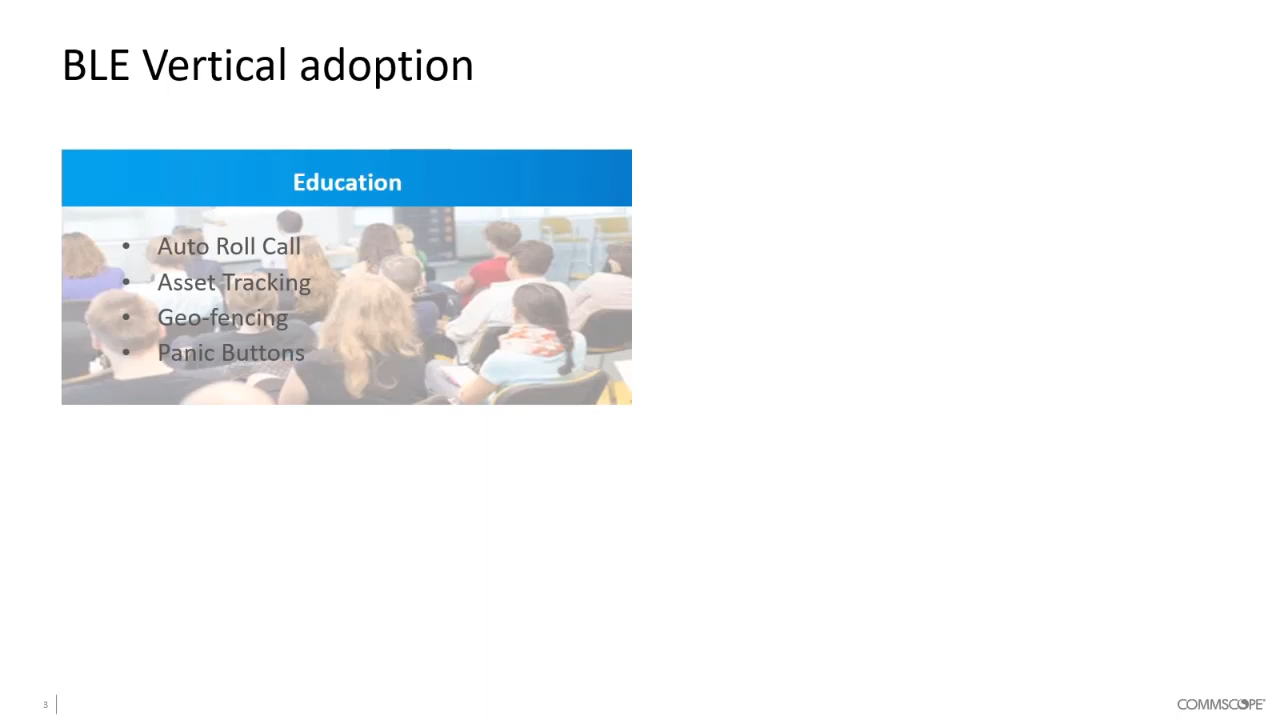 BLE Vertical adoption
Education
• Auto Roll Call
• Asset Tracking
• Geo-fencing
• Panic Buttons
3
COMMSCOPE®